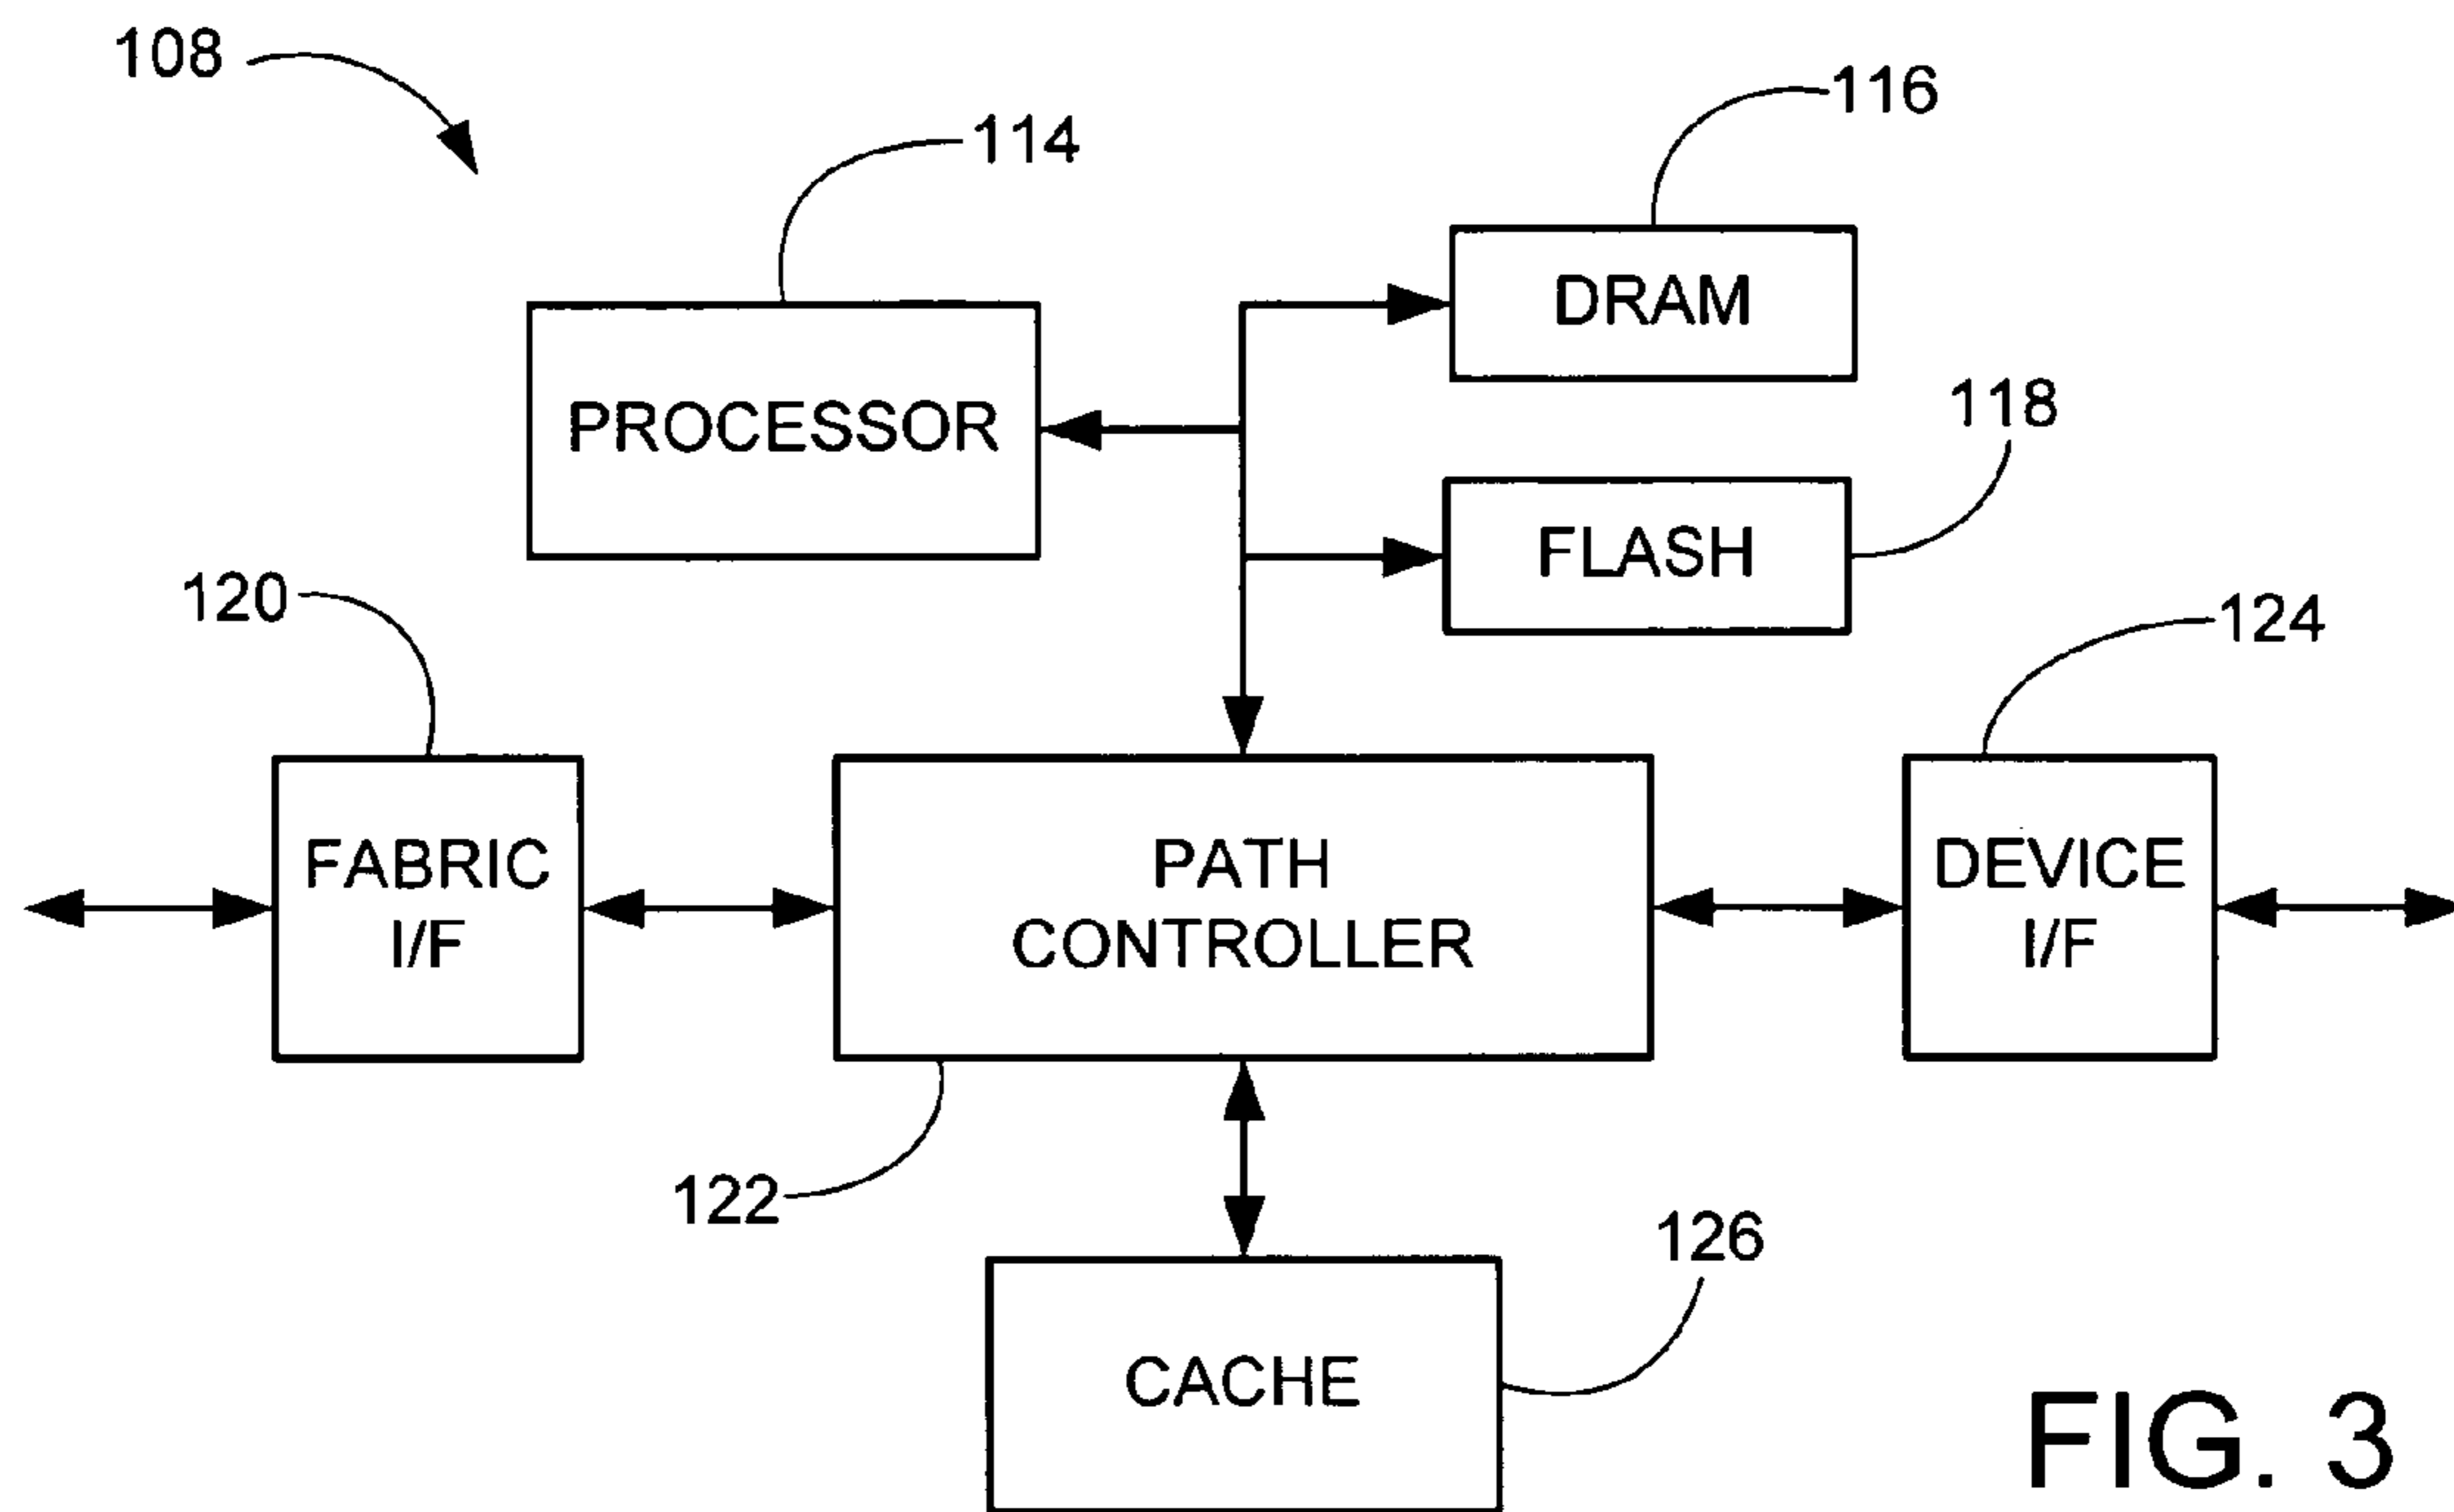 108
114
116
DRAM
PROCESSOR
118
FLASH
120
124
FABRIC
I/F
PATH
CONTROLLER
DEVICE
I/F
122
126
CACHE
FIG. 3